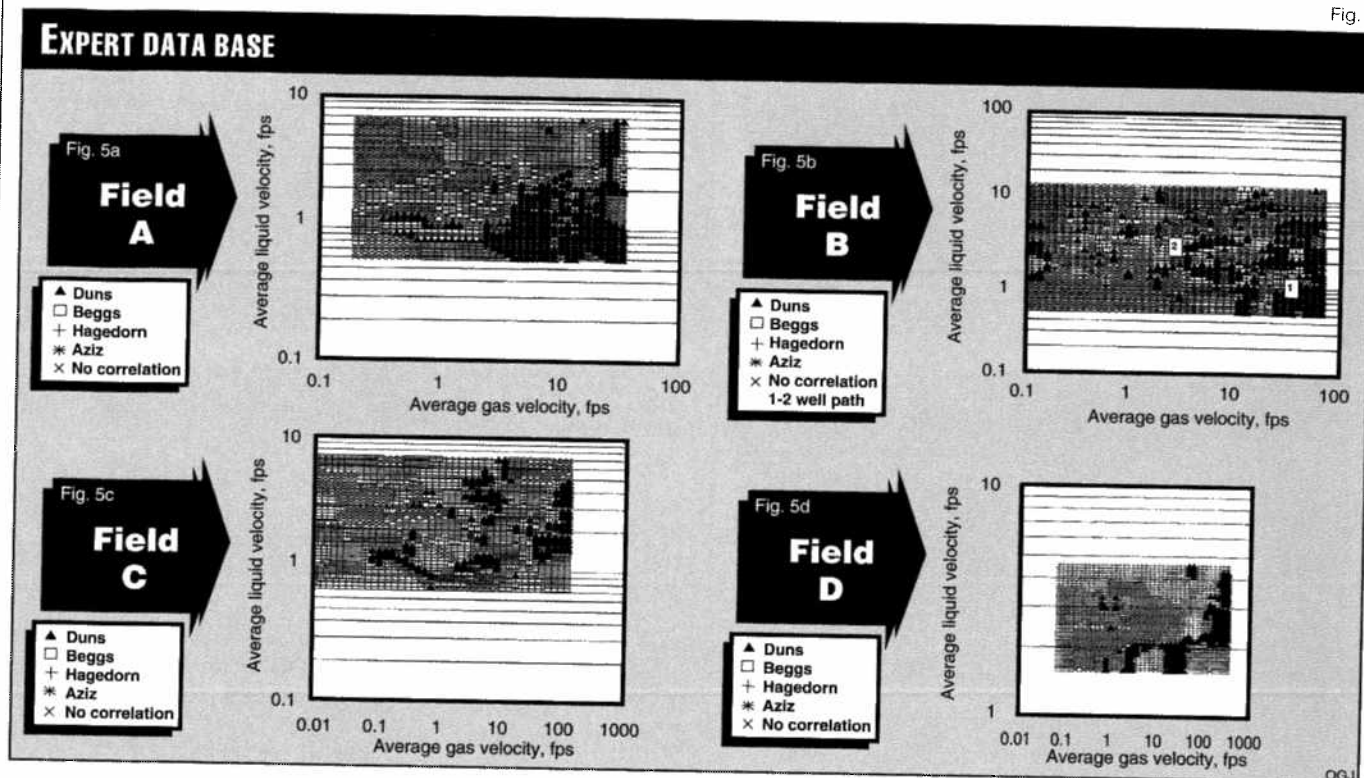 Fig.
EXPERT DATA BASE
Fig. 5a
Field
A
▲ Duns
□ Beggs
+ Hagedorn
* Aziz
× No correlation
Average liquid velocity, fps
10
1
0.1
0.1 1 10 100
Average gas velocity, fps
Fig. 5b
Field
B
▲ Duns
□ Beggs
+ Hagedorn
* Aziz
× No correlation
1-2 well path
Average liquid velocity, fps
100
10
1
0.1
2
1
0.1 1 10 100
Average gas velocity, fps
Fig. 5c
Field
C
▲ Duns
□ Beggs
+ Hagedorn
* Aziz
× No correlation
Average liquid velocity, fps
10
1
0.1
0.01 0.1 1 10 100 1000
Average gas velocity, fps
Fig. 5d
Field
D
▲ Duns
□ Beggs
+ Hagedorn
* Aziz
× No correlation
Average liquid velocity, fps
10
1
0.01 0.1 1 10 100 1000
Average gas velocity, fps